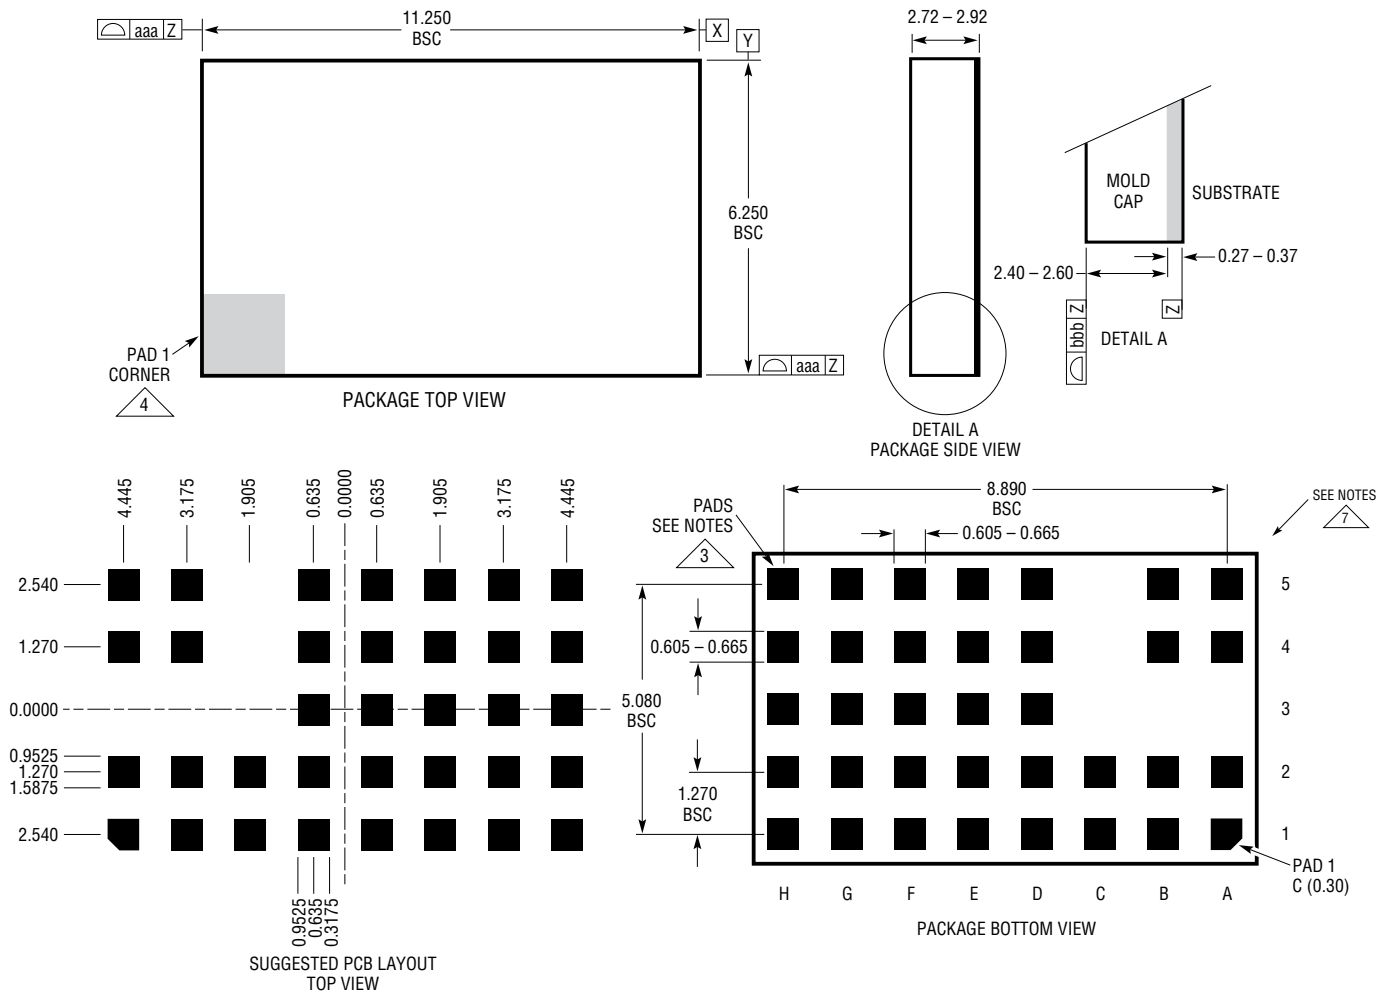 aaa Z
11.250
BSC
X
Y
2.72 – 2.92
6.250
BSC
MOLD
CAP
SUBSTRATE
0.27 – 0.37
2.40 – 2.60
bbb Z
Z
DETAIL A
PAD 1
CORNER
4
aaa Z
PACKAGE TOP VIEW
DETAIL A
PACKAGE SIDE VIEW
4.445
3.175
1.905
0.635
0.0000
0.635
1.905
3.175
4.445
2.540
1.270
0.0000
0.9525
1.270
1.5875
2.540
0.9525
0.635
0.3175
SUGGESTED PCB LAYOUT
TOP VIEW
PADS
SEE NOTES
3
8.890
BSC
0.605 – 0.665
SEE NOTES
7
0.605 – 0.665
5.080
BSC
1.270
BSC
5
4
3
2
1
PAD 1
C (0.30)
H G F E D C B A
PACKAGE BOTTOM VIEW